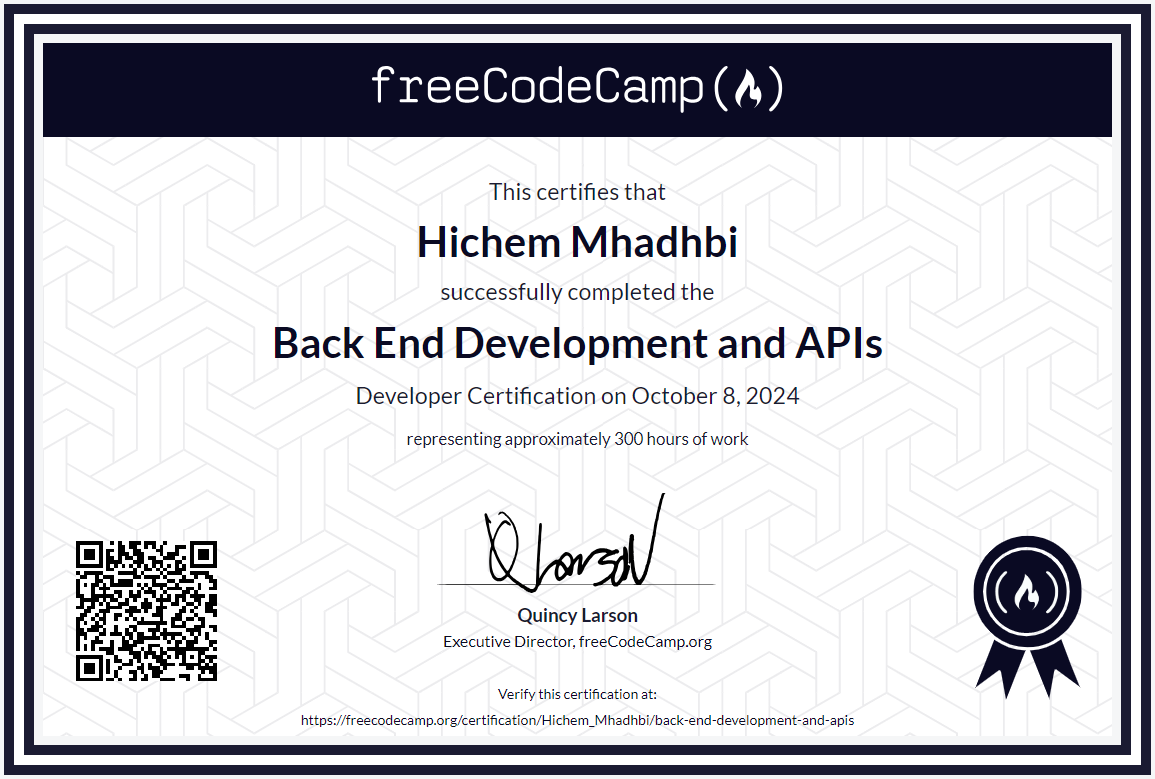 freeCodeCamp
This certifies that
Hichem Mhadhbi
successfully completed the
Back End Development and APIs
Developer Certification on October 8, 2024
representing approximately 300 hours of work
Quincy Larson
Executive Director, freeCodeCamp.org
Verify this certification at:
https://freecodecamp.org/certification/Hichem_Mhadhbi/back-end-development-and-apis